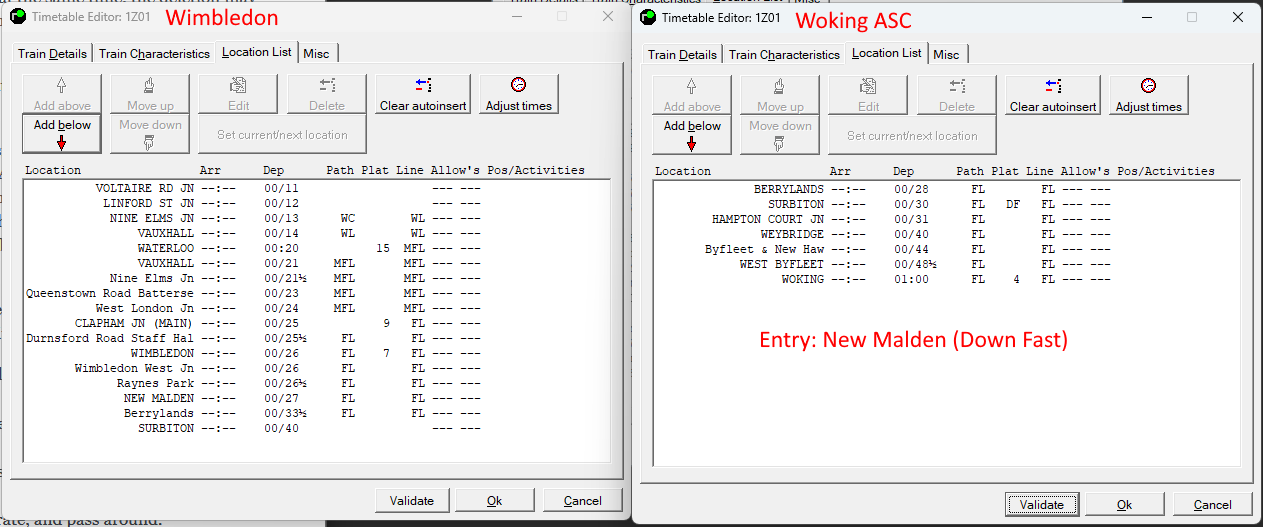 Timetable Editor: 1Z01
Wimbledon
Train Details
Train Characteristics
Location List
Misc
Add above
Move up
Edit
Delete
Clear autoinsert
Adjust times
Add below
Move down
Set current/next location
Location Arr Dep Path Plat Line Allow's Pos/Activities
VOLTAIRE RD JN --:-- 00/11 --- ---
LINFORD ST JN --:-- 00/12 --- ---
NINE ELMS JN --:-- 00/13 WC WL --- ---
VAUXHALL --:-- 00/14 WL WL --- ---
WATERLOO --:-- 00:20 15 MFL --- ---
VAUXHALL --:-- 00/21 MFL MFL --- ---
Nine Elms Jn --:-- 00/21½ MFL MFL --- ---
Queenstown Road Batterse --:-- 00/23 MFL MFL --- ---
West London Jn --:-- 00/24 MFL MFL --- ---
CLAPHAM JN (MAIN) --:-- 00/25 9 FL --- ---
Durnsford Road Staff Hal --:-- 00/25½ FL FL --- ---
WIMBLEDON --:-- 00/26 FL 7 FL --- ---
Wimbledon West Jn --:-- 00/26 FL FL --- ---
Raynes Park --:-- 00/26½ FL FL --- ---
NEW MALDEN --:-- 00/27 FL FL --- ---
Berrylands --:-- 00/33½ FL FL --- ---
SURBITON --:-- 00/40 --- ---
Validate
Ok
Cancel
rate, and pass around.
Timetable Editor: 1Z01
Woking ASC
Train Details
Train Characteristics
Location List
Misc
Add above
Move up
Edit
Delete
Clear autoinsert
Adjust times
Add below
Move down
Set current/next location
Location Arr Dep Path Plat Line Allow's Pos/Activities
BERRYLANDS --:-- 00/28 FL FL --- ---
SURBITON --:-- 00/30 FL DF FL --- ---
HAMPTON COURT JN --:-- 00/31 FL FL --- ---
WEYBRIDGE --:-- 00/40 FL FL --- ---
Byfleet & New Haw --:-- 00/44 FL FL --- ---
WEST BYFLEET --:-- 00/48½ FL FL --- ---
WOKING --:-- 01:00 FL 4 FL --- ---
Entry: New Malden (Down Fast)
Validate
Ok
Cancel